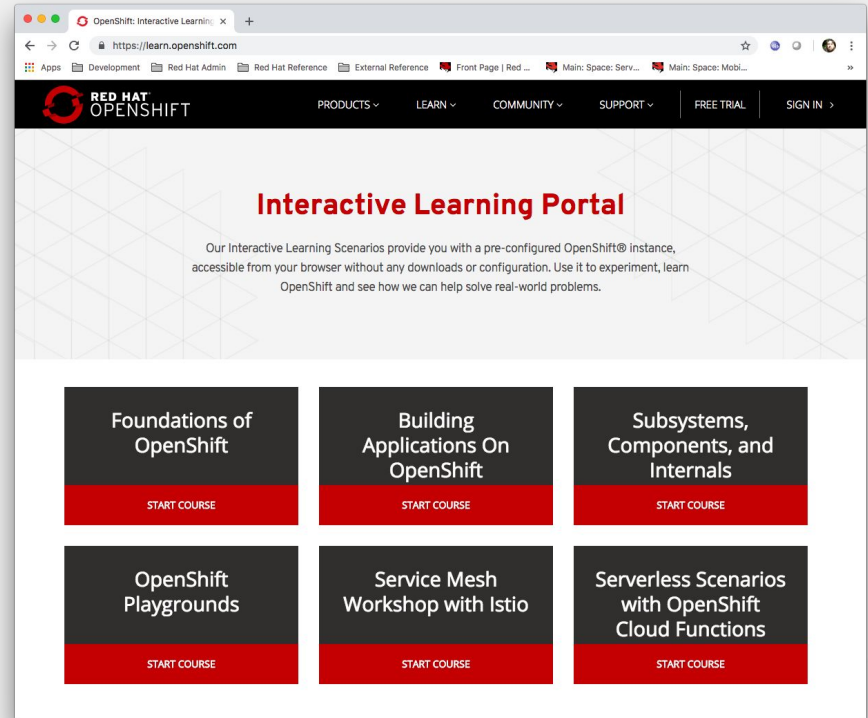 OpenShift: Interactive Learning
https://learn.openshift.com
Apps Development Red Hat Admin Red Hat Reference External Reference Front Page | Red ... Main: Space: Serv... Main: Space: Mobi... »
RED HAT®
OPENSHIFT
PRODUCTS LEARN COMMUNITY SUPPORT FREE TRIAL SIGN IN
Interactive Learning Portal
Our Interactive Learning Scenarios provide you with a pre-configured OpenShift® instance,
accessible from your browser without any downloads or configuration. Use it to experiment, learn
OpenShift and see how we can help solve real-world problems.
Foundations of
OpenShift
START COURSE
Building
Applications On
OpenShift
START COURSE
Subsystems,
Components, and
Internals
START COURSE
OpenShift
Playgrounds
START COURSE
Service Mesh
Workshop with Istio
START COURSE
Serverless Scenarios
with OpenShift
Cloud Functions
START COURSE